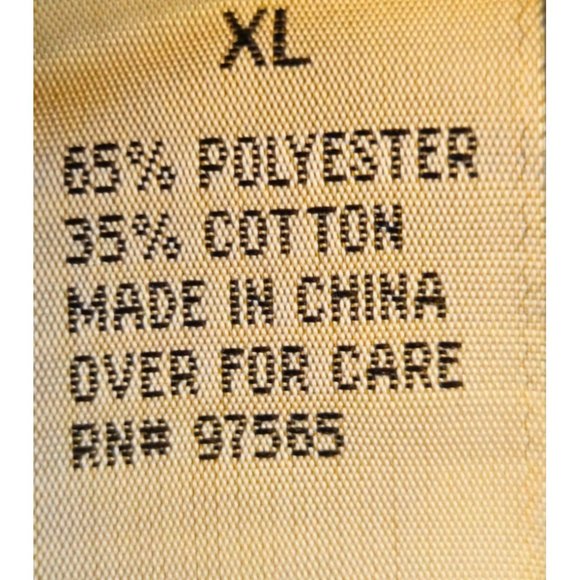 XL
65% POLYESTER
35% COTTON
MADE IN CHINA
OVER FOR CARE
RN# 97565